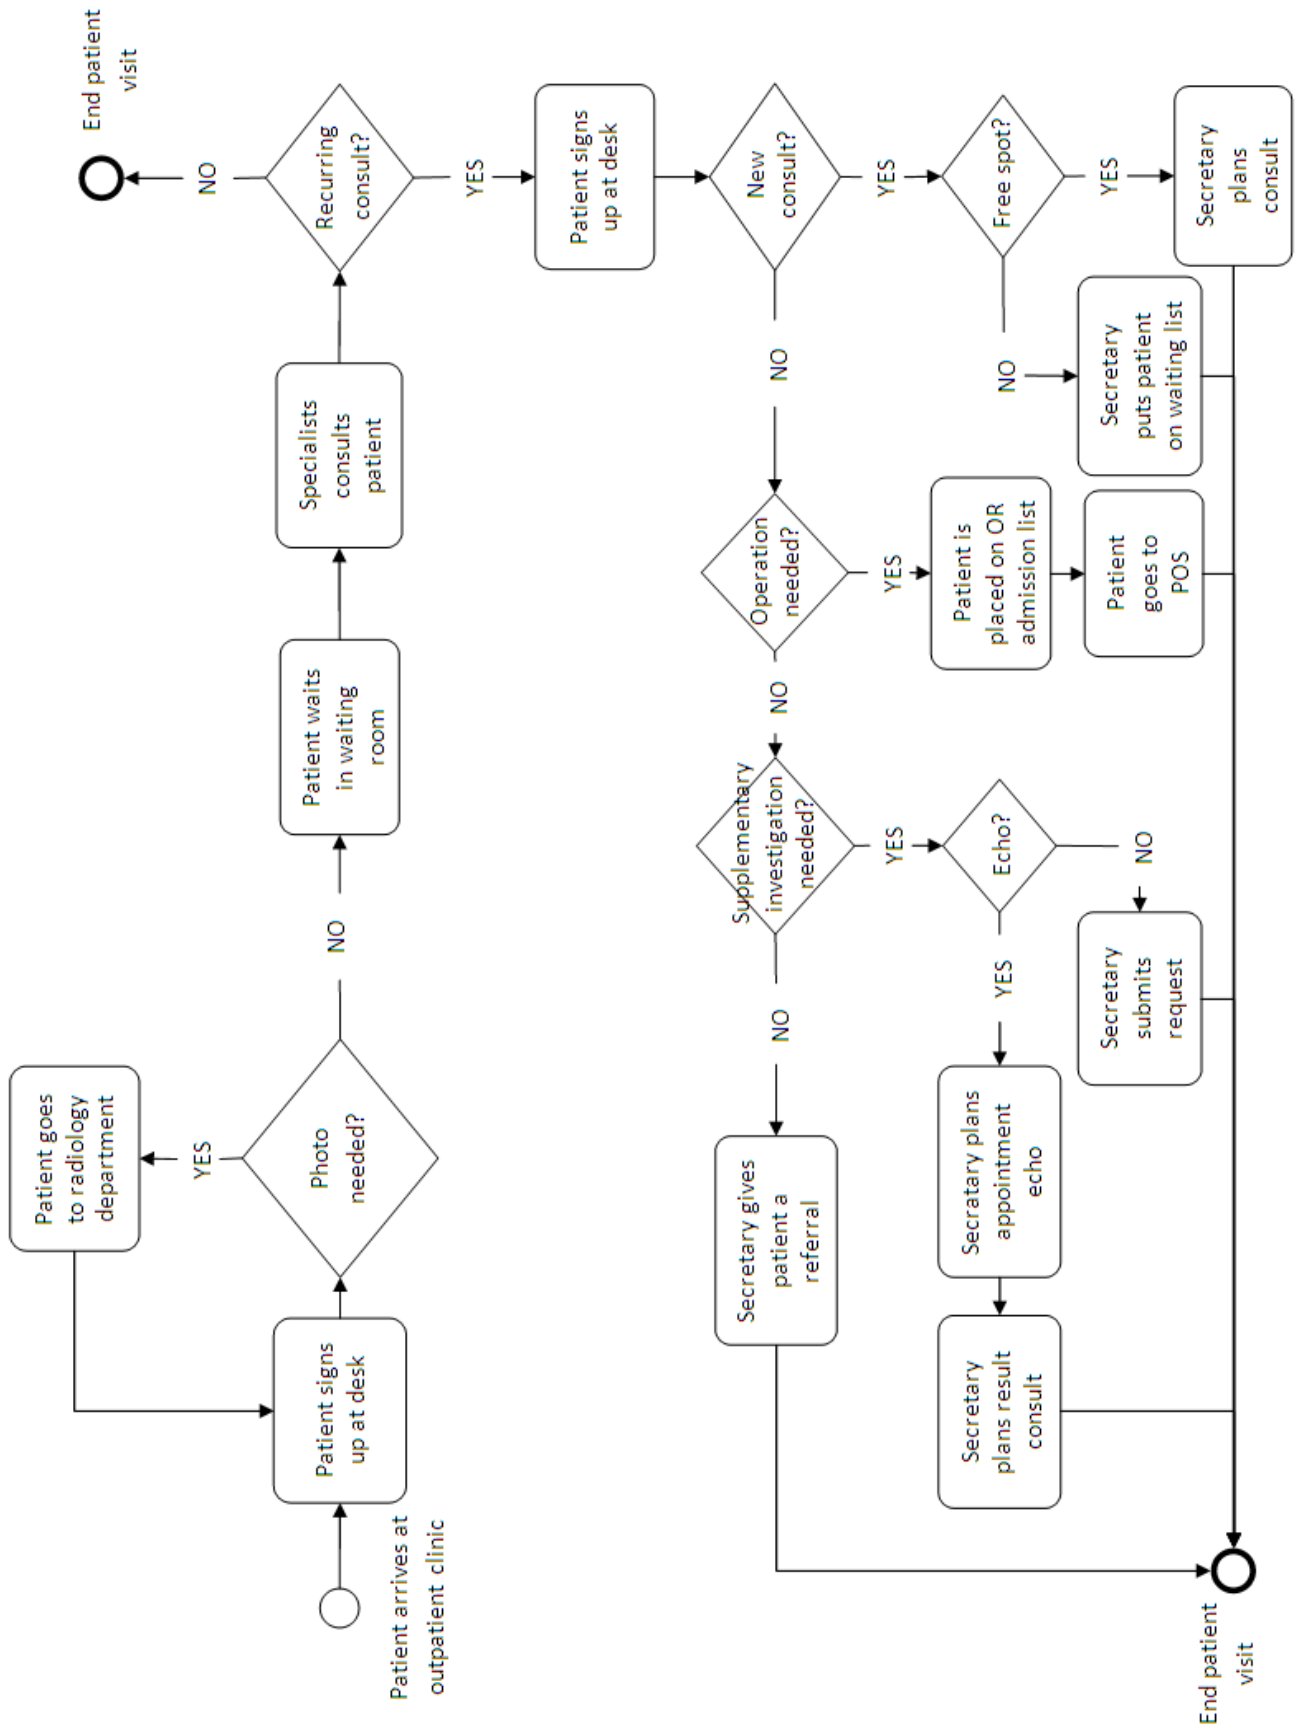 Patient arrives at
outpatient clinic
Patient signs
up at desk
Patient goes
to radiology
department
YES
Photo
needed?
NO
Patient waits
in waiting
room
Specialists
consults
patient
Recurring
consult?
NO
End patient
visit
YES
Patient signs
up at desk
New
consult?
YES
Free spot?
YES
Secretary
plans
consult
NO
Secretary
puts patient
on waiting list
NO
Operation
needed?
YES
Patient is
placed on OR
admission list
Patient
goes to
POS
NO
Supplementary
investigation
needed?
YES
Echo?
NO
Secretary
submits
request
YES
Secratary plans
appointment
echo
Secretary
plans result
consult
NO
Secretary gives
patient a
referral
End patient
visit